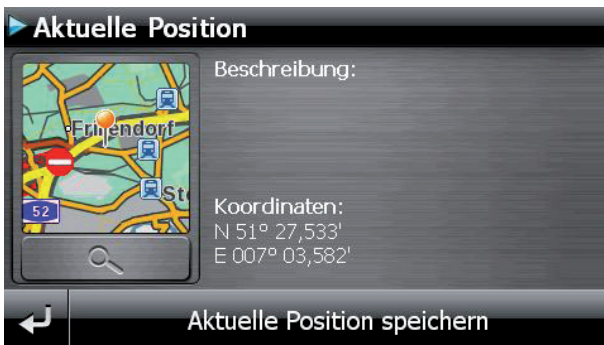 Aktuelle Position
Beschreibung:
52
Koordinaten:
N 51° 27,533'
E 007° 03,582'
Aktuelle Position speichern